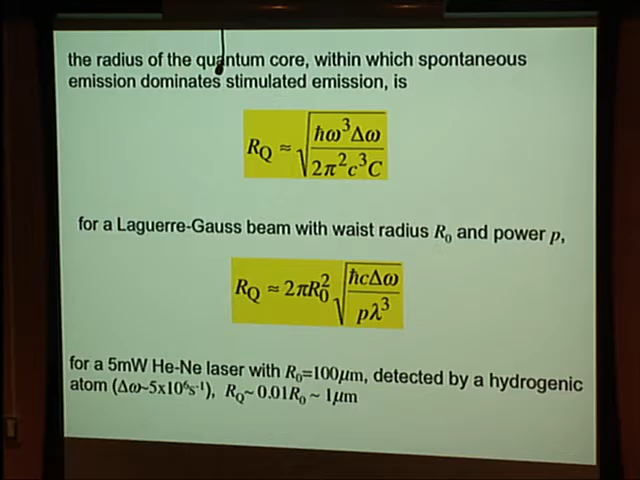 the radius of the quantum core, within which spontaneous
emission dominates stimulated emission, is
R_Q ≈ √(ħω³Δω / 2π²c³C)
for a Laguerre-Gauss beam with waist radius R₀ and power p,
R_Q ≈ 2πR₀² √(ħcΔω / pλ³)
for a 5mW He-Ne laser with R₀=100μm, detected by a hydrogenic
atom (Δω~5x10⁶s⁻¹), R_Q~ 0.01R₀ ~ 1μm